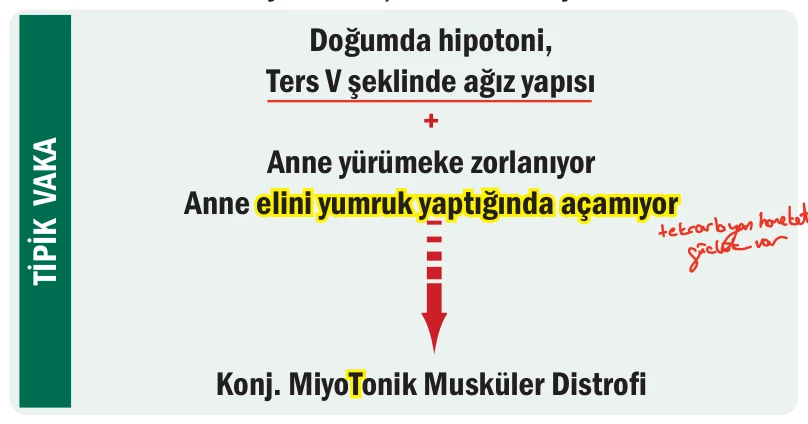 TİPİK VAKA
Doğumda hipotoni,
Ters V şeklinde ağız yapısı
+
Anne yürümeke zorlanıyor
Anne elini yumruk yaptığında açamıyor
tekrarlayan hareket
güçlük var
Konj. MiyoTonik Musküler Distrofi